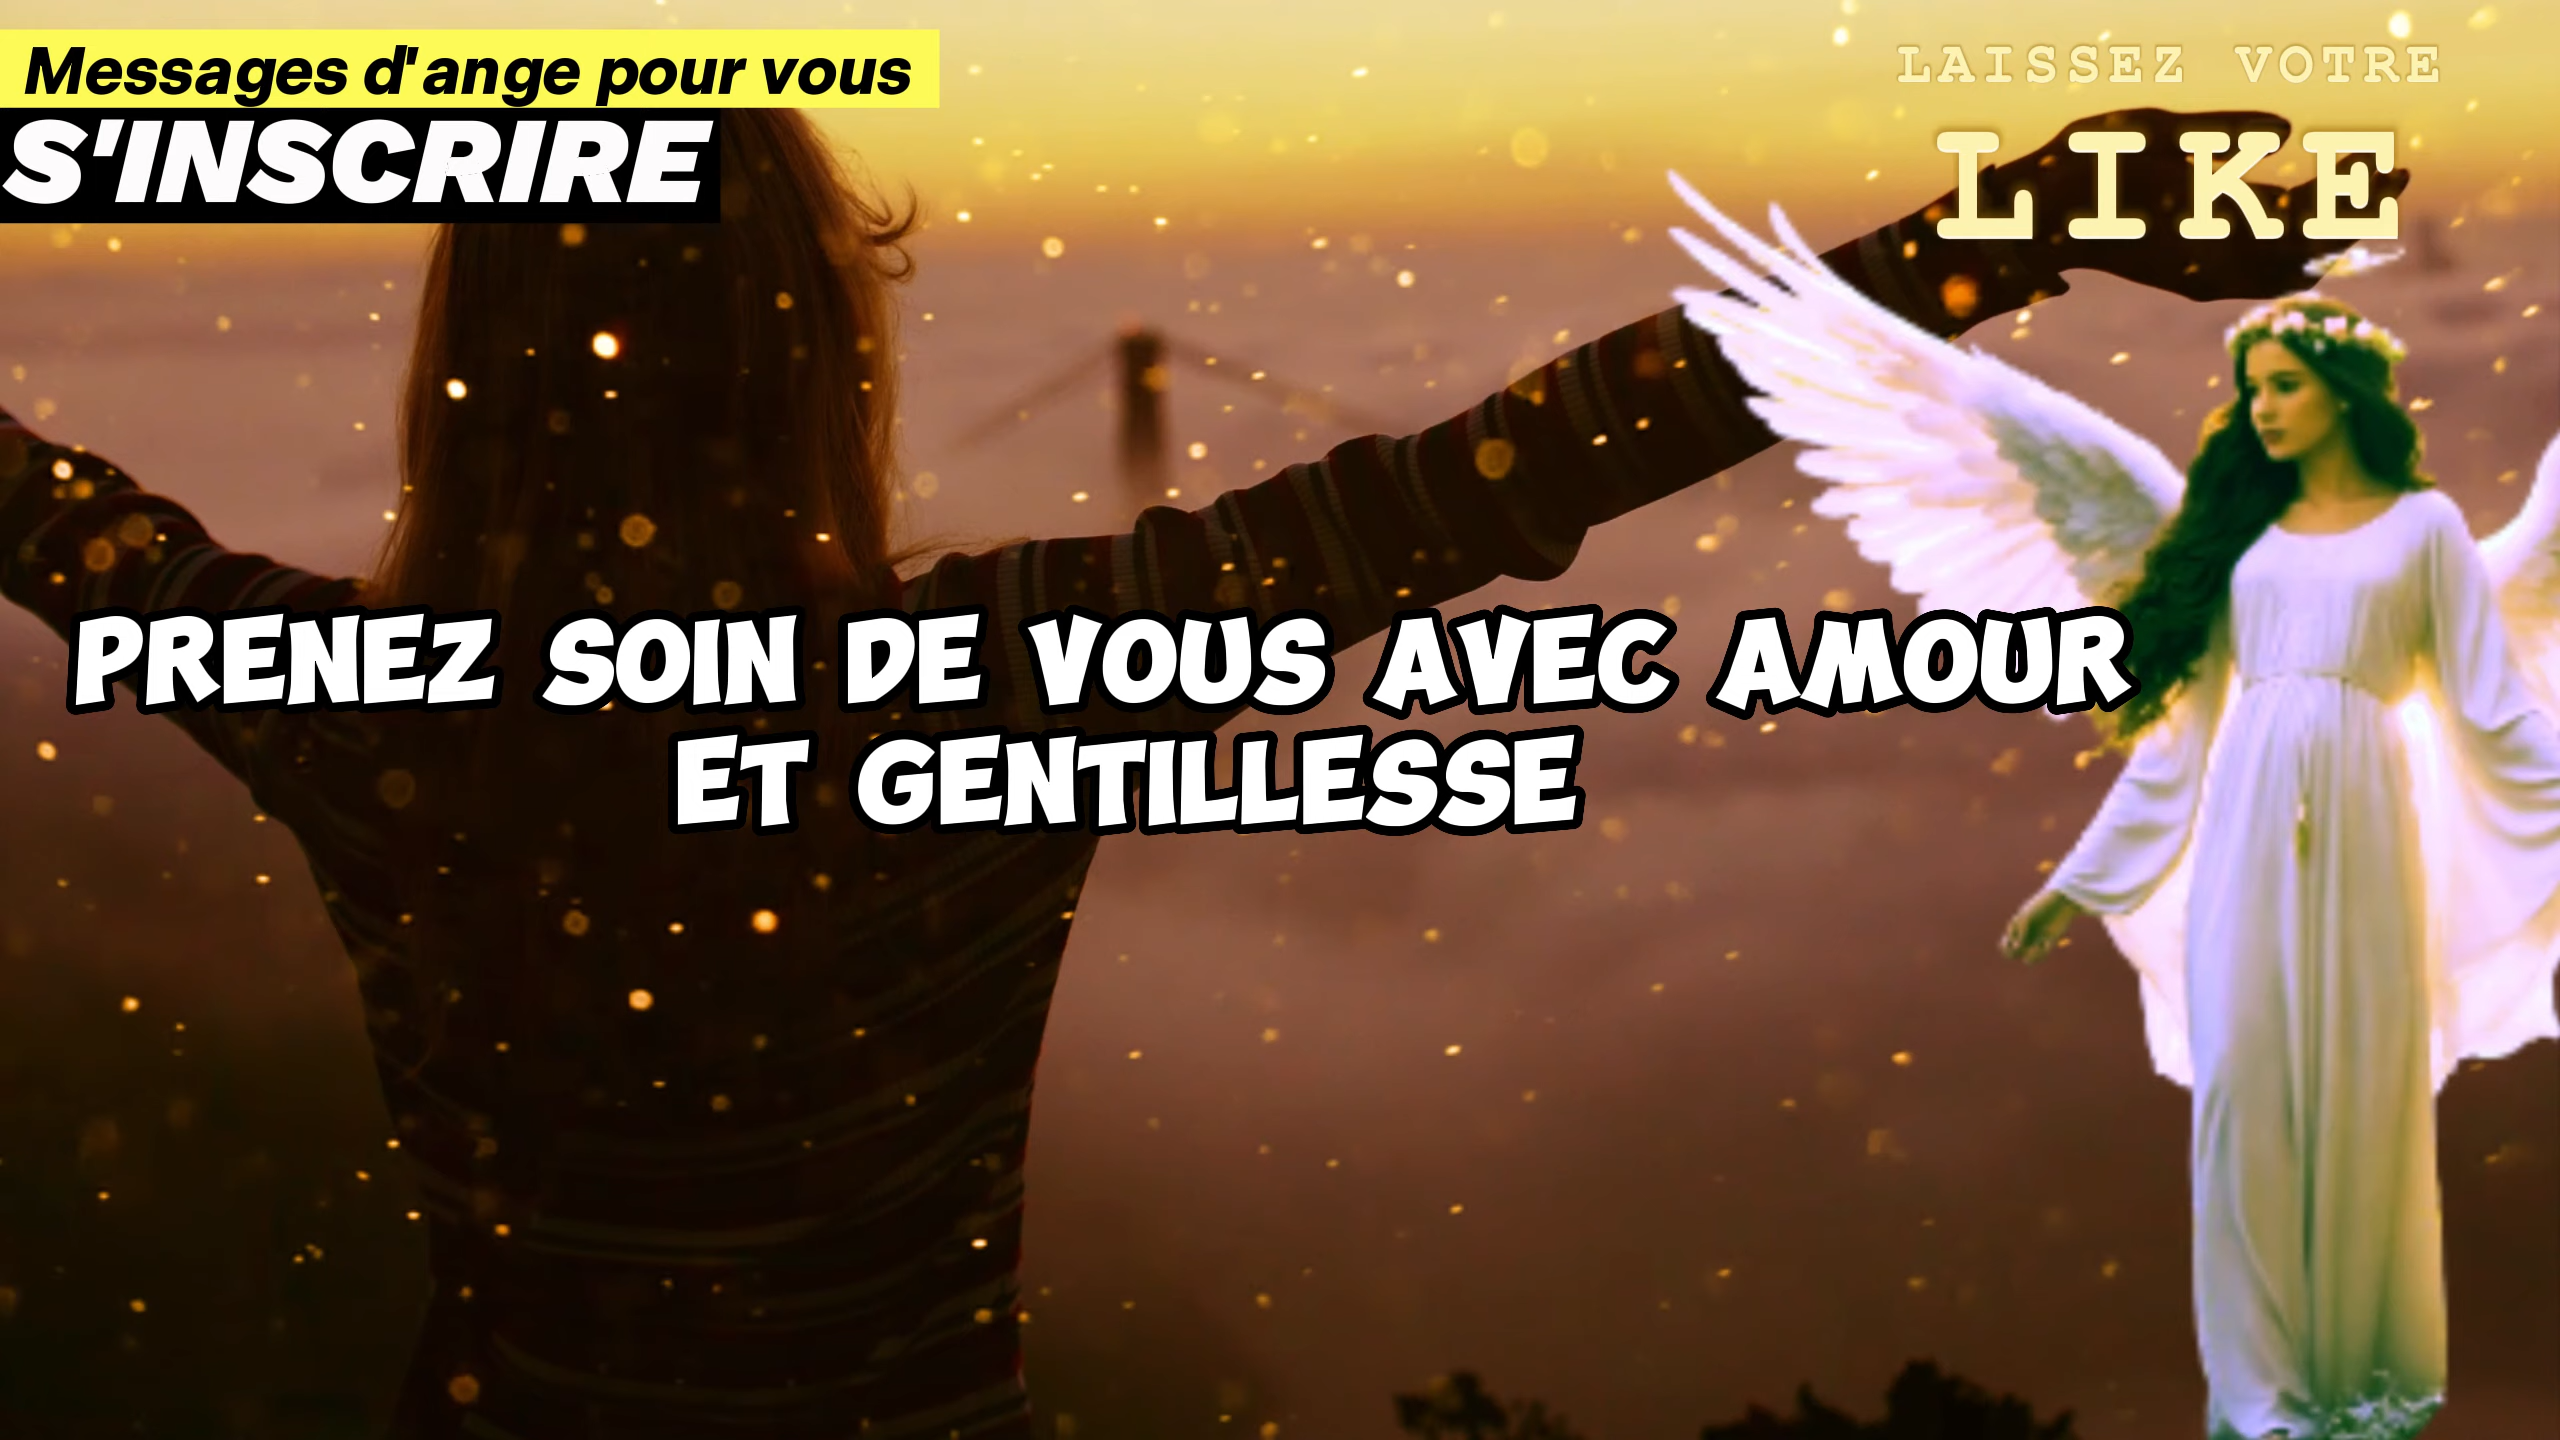 Messages d'ange pour vous
S'INSCRIRE
LAISSEZ VOTRE
LIKE
PRENEZ SOIN DE VOUS AVEC AMOUR
ET GENTILLESSE